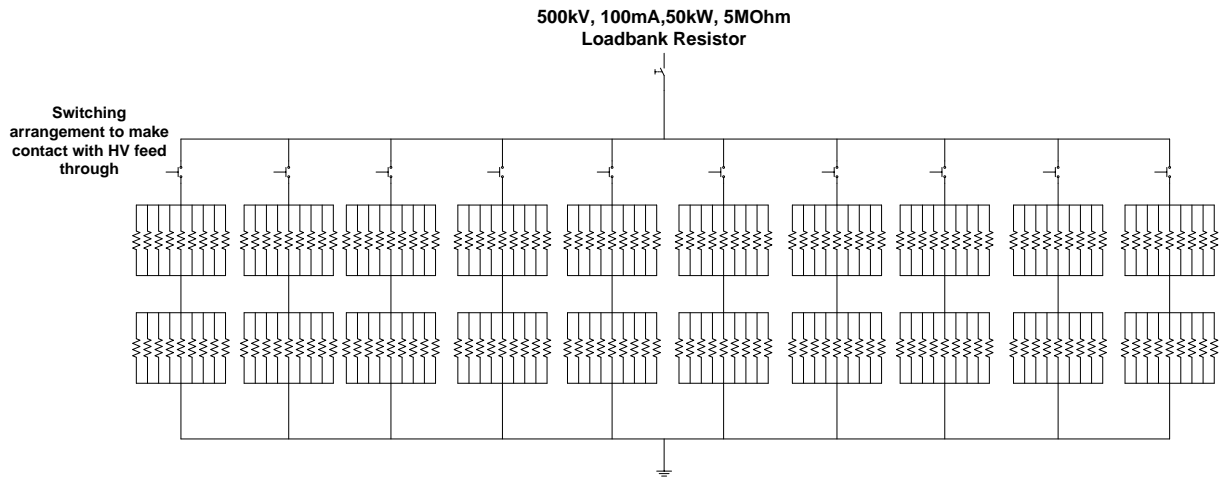 500kV, 100mA,50kW, 5MOhm
Loadbank Resistor
Switching
arrangement to make
contact with HV feed
through